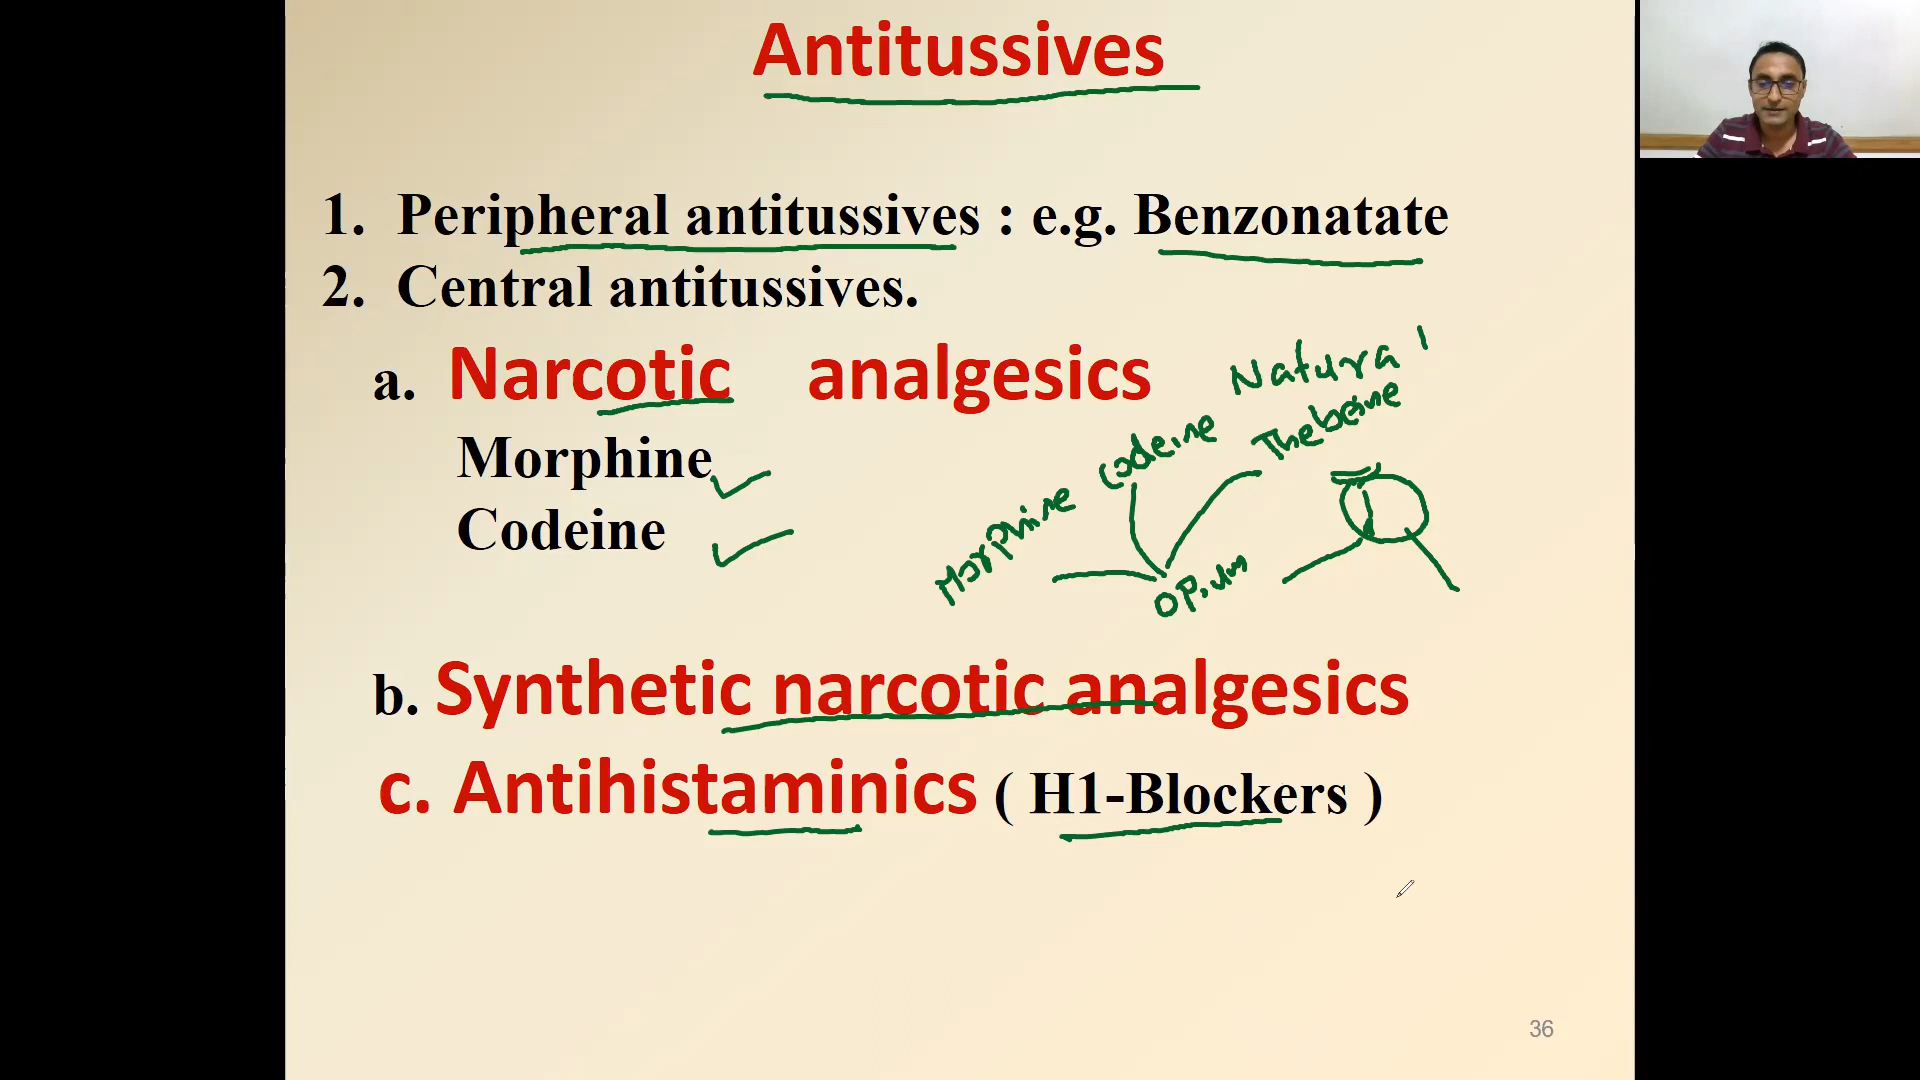 Antitussives
1. Peripheral antitussives : e.g. Benzonatate
2. Central antitussives.
a. Narcotic analgesics
Natural
Thebeine
Codeine
Morphine
Morphine
Codeine
Opium
b. Synthetic narcotic analgesics
c. Antihistaminics ( H1-Blockers )
36